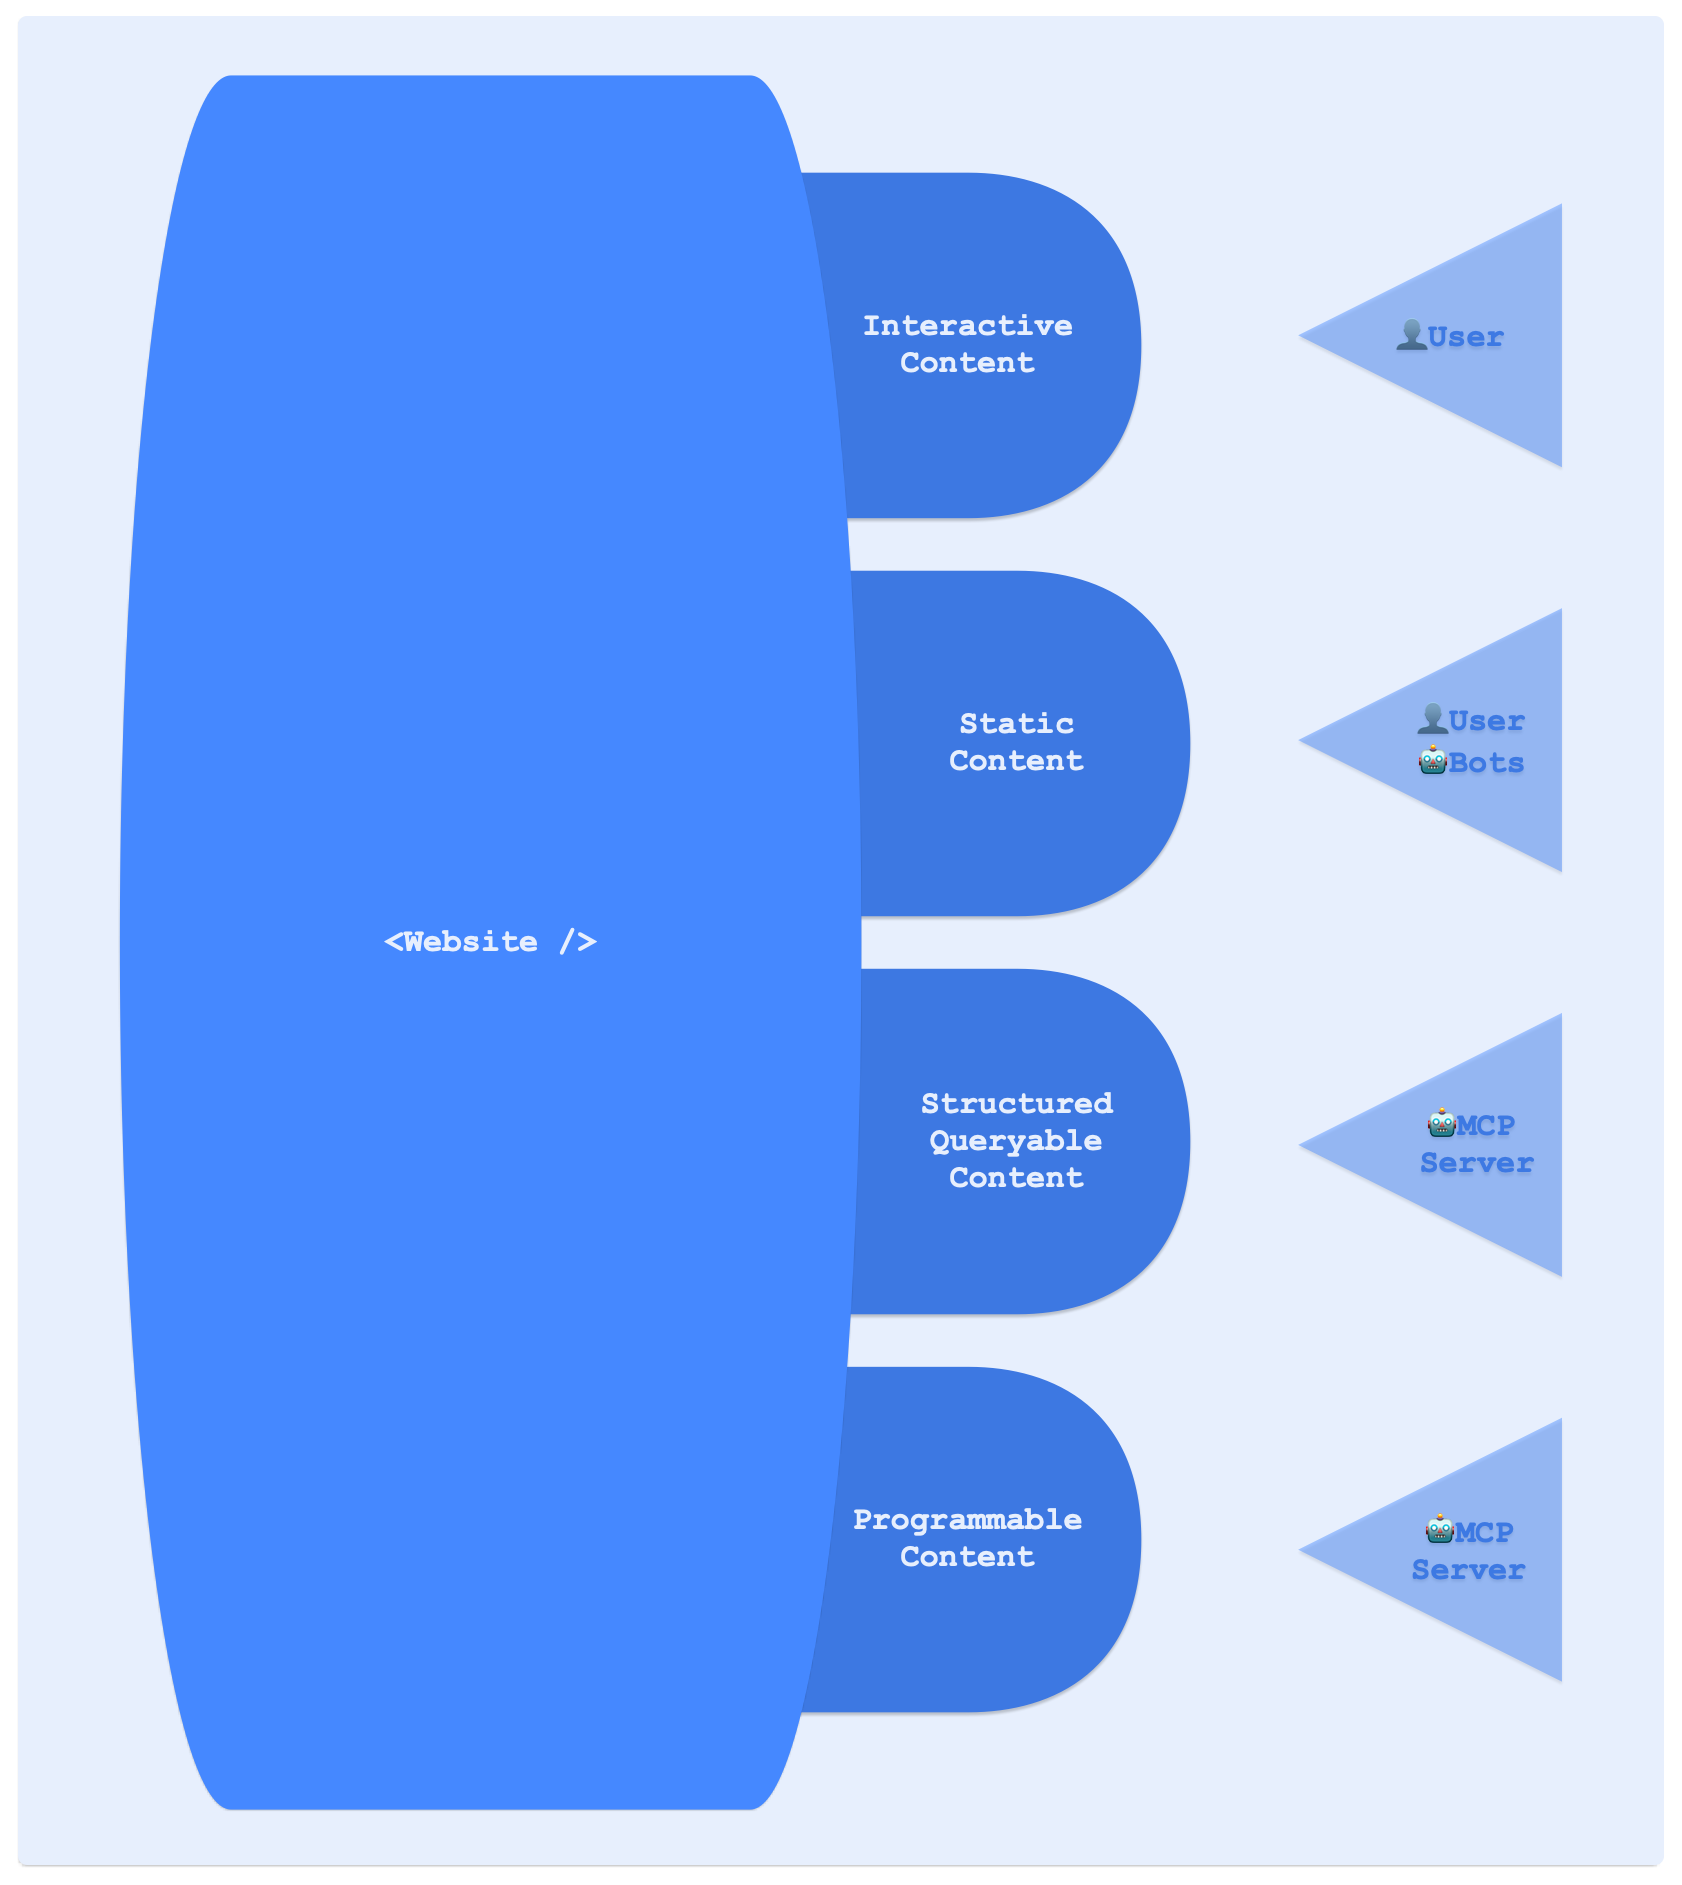 <Website />
Interactive
Content
👤User
Static
Content
👤User
🤖Bots
Structured
Queryable
Content
🤖MCP
Server
Programmable
Content
🤖MCP
Server